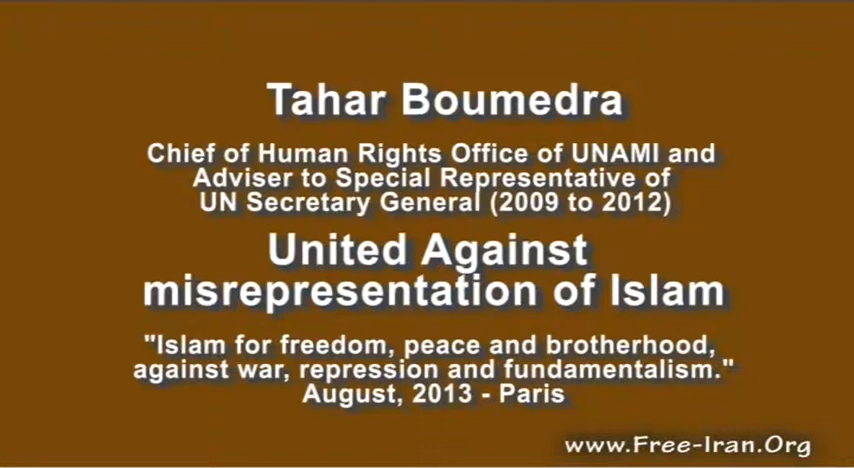 Tahar Boumedra
Chief of Human Rights Office of UNAMI and
Adviser to Special Representative of
UN Secretary General (2009 to 2012)
United Against
misrepresentation of Islam
"Islam for freedom, peace and brotherhood,
against war, repression and fundamentalism."
August, 2013 - Paris
www.Free-Iran.Org